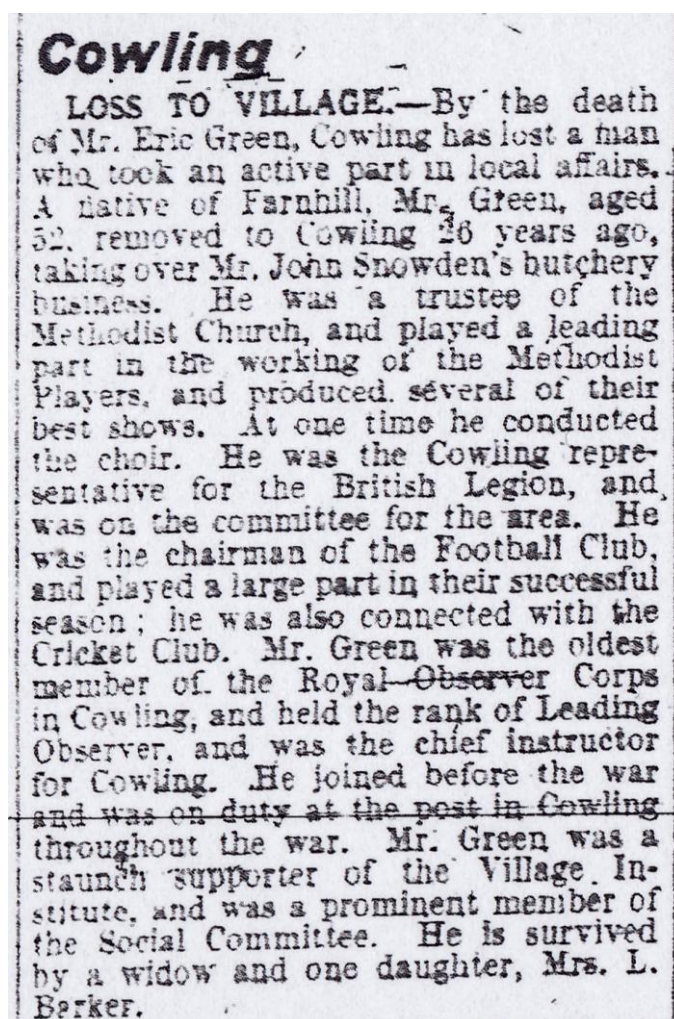 Cowling
LOSS TO VILLAGE.—By the death
of Mr. Eric Green, Cowling has lost a man
who took an active part in local affairs.
A native of Farnhill, Mr. Green, aged
52, removed to Cowling 26 years ago,
taking over Mr. John Snowden's butchery
business. He was a trustee of the
Methodist Church, and played a leading
part in the working of the Methodist
Players, and produced several of their
best shows. At one time he conducted
the choir. He was the Cowling repre-
sentative for the British Legion, and
was on the committee for the area. He
was the chairman of the Football Club,
and played a large part in their successful
season; he was also connected with the
Cricket Club. Mr. Green was the oldest
member of the Royal Observer Corps
in Cowling, and held the rank of Leading
Observer, and was the chief instructor
for Cowling. He joined before the war
and was on duty at the post in Cowling
throughout the war. Mr. Green was a
staunch supporter of the Village In-
stitute, and was a prominent member of
the Social Committee. He is survived
by a widow and one daughter, Mrs. L.
Barker.